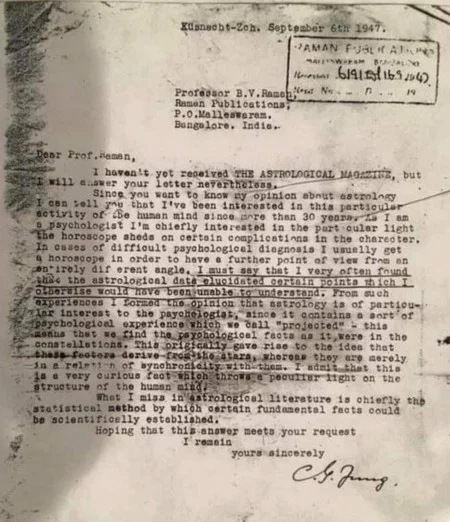 Küsnacht-Zch. September 6th 1947.
RAMAN PUBLICATIONS
MALLESWARAM BANGALORE
Professor B.V.Raman,
Raman Publications,
P.O.Malleswaram.
Bangalore. India.
Dear Prof.Raman,
I haven't yet received THE ASTROLOGICAL MAGAZINE, but
I will answer your letter nevertheless.
Since you want to know my opinion about astrology
I can tell you that I've been interested in this particular
activity of the human mind since more than 30 years. As I am
a psychologist I'm chiefly interested in the particular light
the horoscope sheds on certain complications in the character.
In cases of difficult psychological diagnosis I usually get
a horoscope in order to have a further point of view from an
entirely different angle. I must say that I very often found
that the astrological data elucidated certain points which I
otherwise would have been unable to understand. From such
experiences I formed the opinion that astrology is of particu-
lar interest to the psychologist, since it contains a sort of
psychological experience which we call "projected" - this
means that we find the psychological facts as it were in the
constellations. This originally gave rise to the idea that
these factors derive from the stars, whereas they are merely
in a relation of synchronicity with them. I admit that this
is a very curious fact which throws a peculiar light on the
structure of the human mind.
What I miss in astrological literature is chiefly the
statistical method by which certain fundamental facts could
be scientifically established.
Hoping that this answer meets your request
I remain
yours sincerely
C. G. Jung.